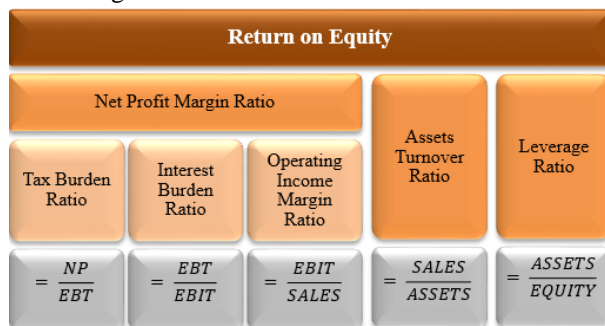 Return on Equity
Net Profit Margin Ratio
Assets
Turnover
Ratio
Leverage
Ratio
Tax Burden
Ratio
Interest
Burden
Ratio
Operating
Income
Margin
Ratio
= NP/EBT
= EBT/EBIT
= EBIT/SALES
= SALES/ASSETS
= ASSETS/EQUITY